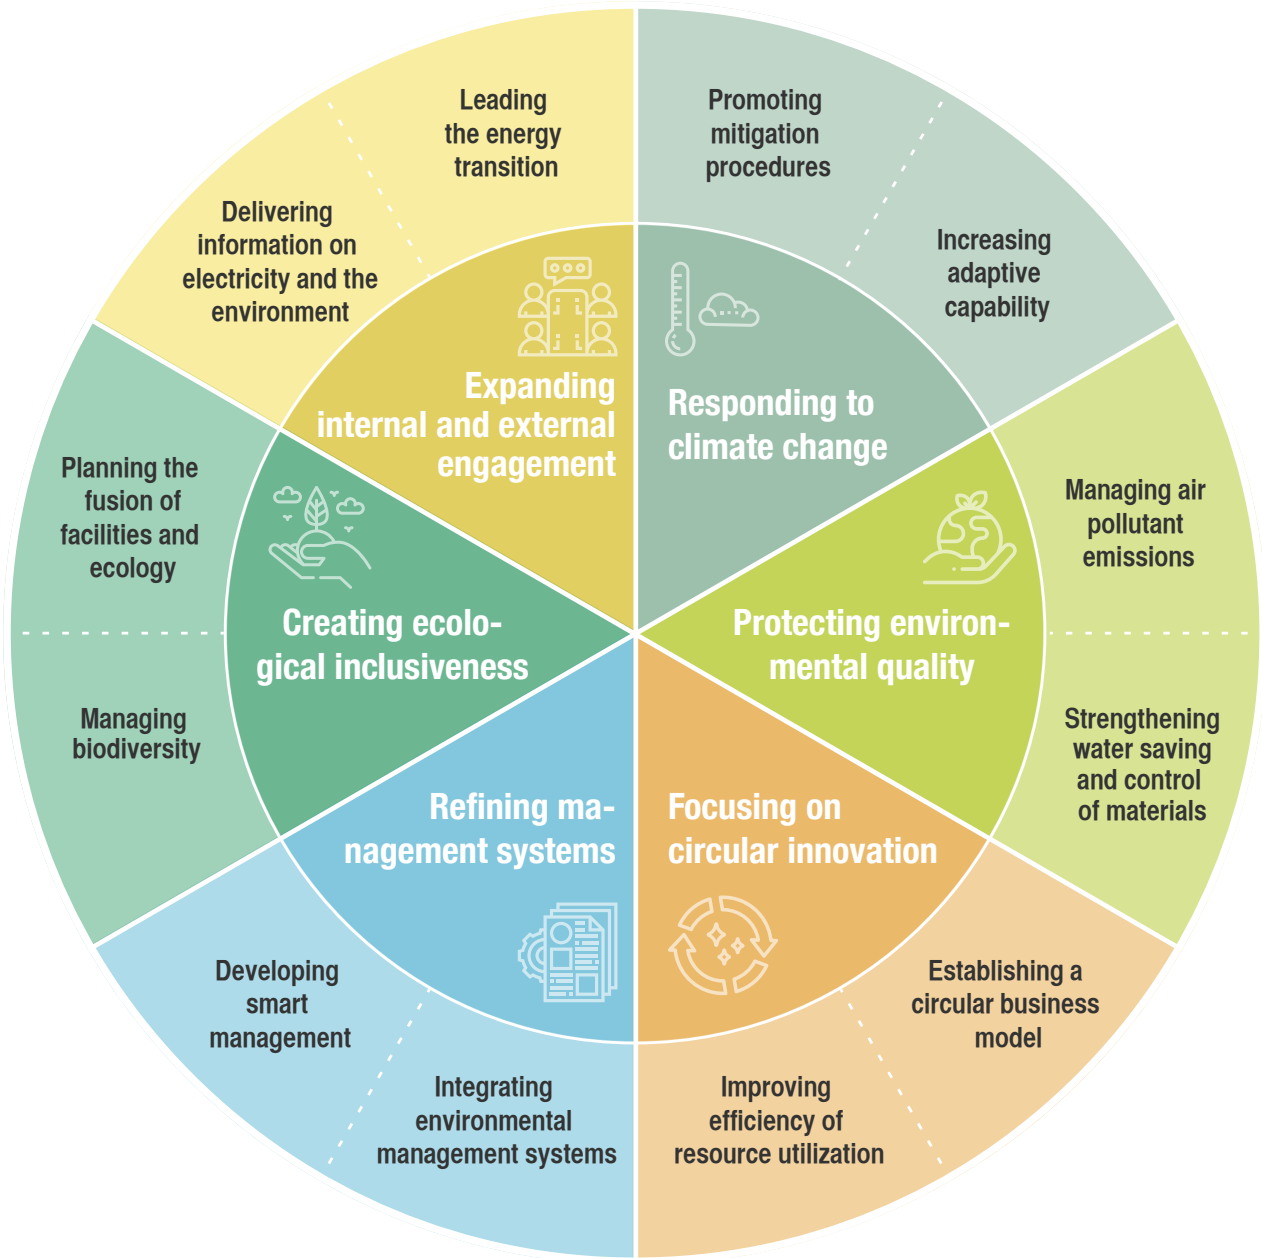 Leading
the energy
transition
Promoting
mitigation
procedures
Delivering
information on
electricity and the
environment
Increasing
adaptive
capability
Expanding
internal and external
engagement
Responding to
climate change
Planning the
fusion of
facilities and
ecology
Managing air
pollutant
emissions
Creating ecolo-
gical inclusiveness
Protecting environ-
mental quality
Managing
biodiversity
Strengthening
water saving
and control
of materials
Refining ma-
nagement systems
Focusing on
circular innovation
Developing
smart
management
Establishing a
circular business
model
Integrating
environmental
management systems
Improving
efficiency of
resource utilization